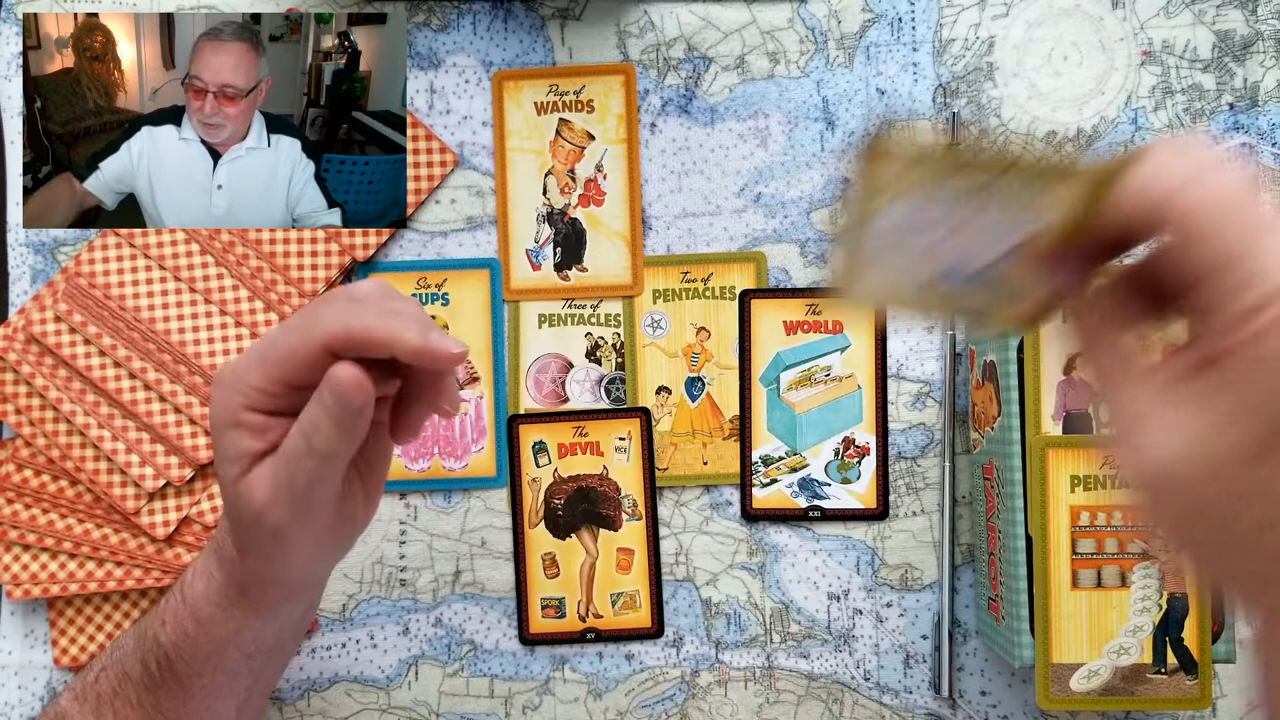 Page of
WANDS
Six of
CUPS
Three of
PENTACLES
Two of
PENTACLES
The
WORLD
XXI
The
DEVIL
VICE
SPORK
XV
TAROT
PENTA